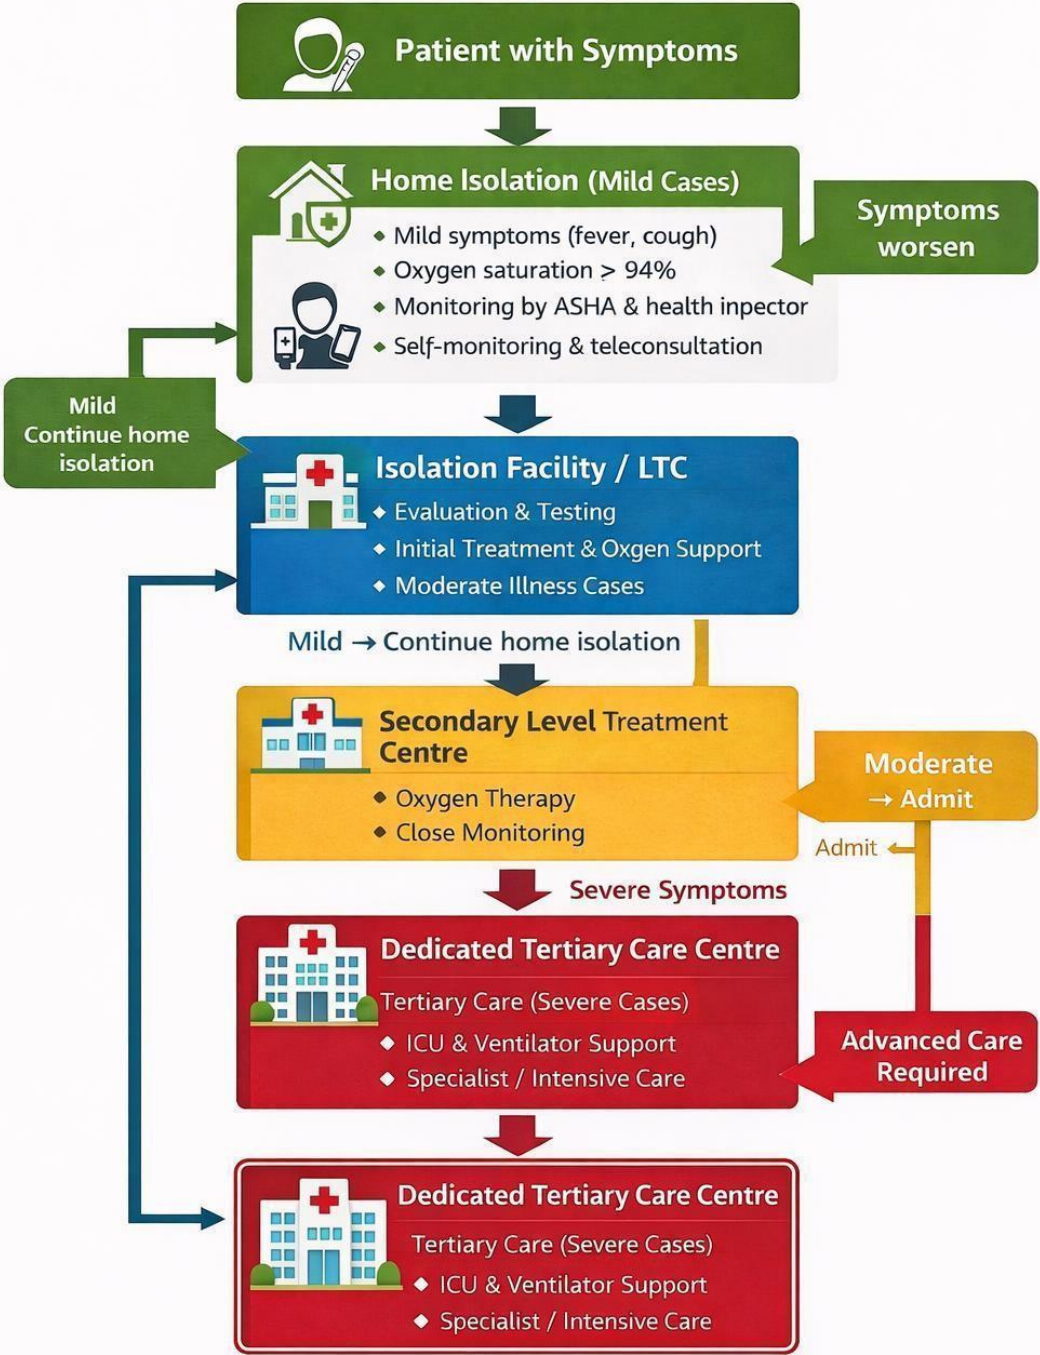 Patient with Symptoms
Home Isolation (Mild Cases)
◆ Mild symptoms (fever, cough)
◆ Oxygen saturation > 94%
◆ Monitoring by ASHA & health inpector
◆ Self-monitoring & teleconsultation
Symptoms
worsen
Mild
Continue home
isolation
Isolation Facility / LTC
◆ Evaluation & Testing
◆ Initial Treatment & Oxgen Support
◆ Moderate Illness Cases
Mild → Continue home isolation
Secondary Level Treatment
Centre
◆ Oxygen Therapy
◆ Close Monitoring
Moderate
→ Admit
Admit
Severe Symptoms
Dedicated Tertiary Care Centre
Tertiary Care (Severe Cases)
◆ ICU & Ventilator Support
◆ Specialist / Intensive Care
Advanced Care
Required
Dedicated Tertiary Care Centre
Tertiary Care (Severe Cases)
◆ ICU & Ventilator Support
◆ Specialist / Intensive Care